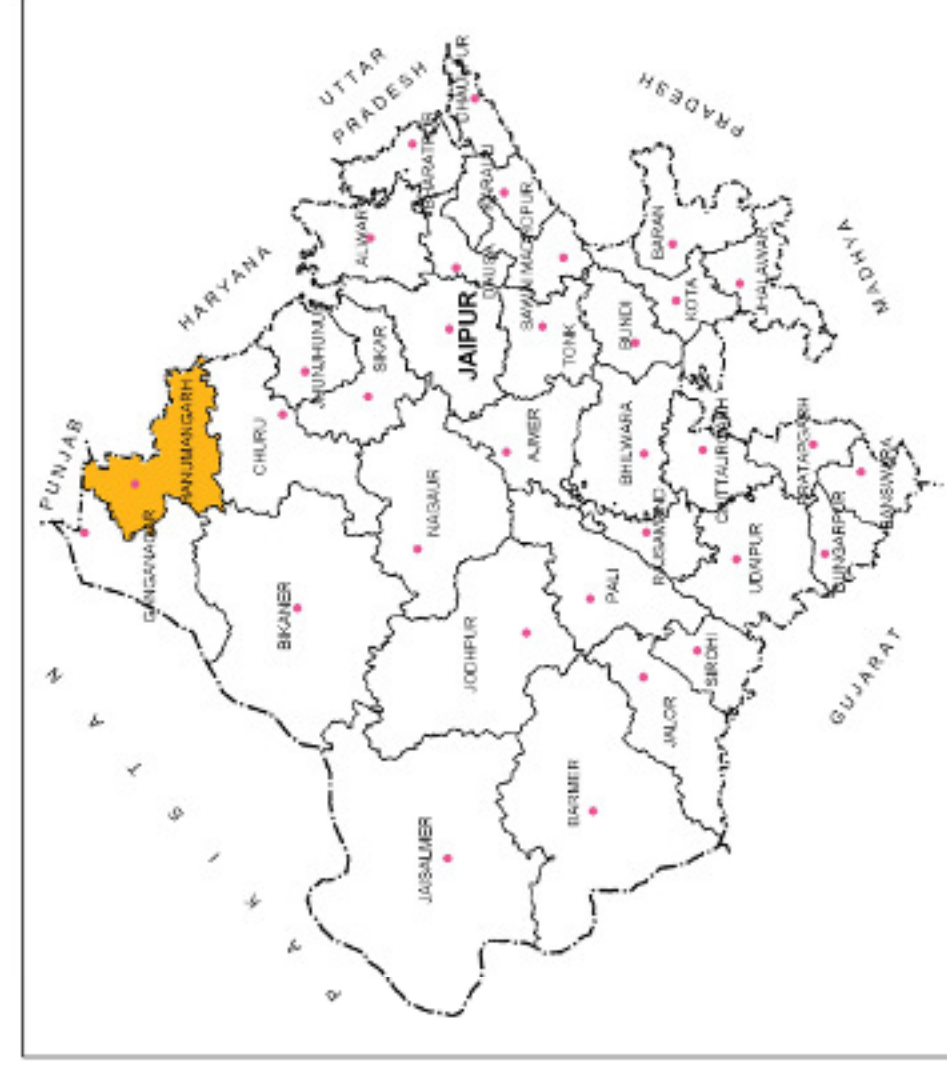 PUNJAB
HARYANA
UTTAR
PRADESH
MADHYA
PRADESH
GUJARAT
PAKISTAN
GANGANAGAR
HANUMANGARH
CHURU
BIKANER
JHUNJHUNU
SIKAR
ALWAR
BHARATPUR
DHAULPUR
KARAULI
DAUSA
SAWAI MADHOPUR
JAIPUR
TONK
AJMER
NAGAUR
JODHPUR
JAISALMER
BARMER
JALOR
SIROHI
PALI
RAJSAMAND
BHILWARA
BUNDI
KOTA
BARAN
JHALAWAR
CHITTAURGARH
PRATAPGARH
UDAIPUR
DUNGARPUR
BANSWARA